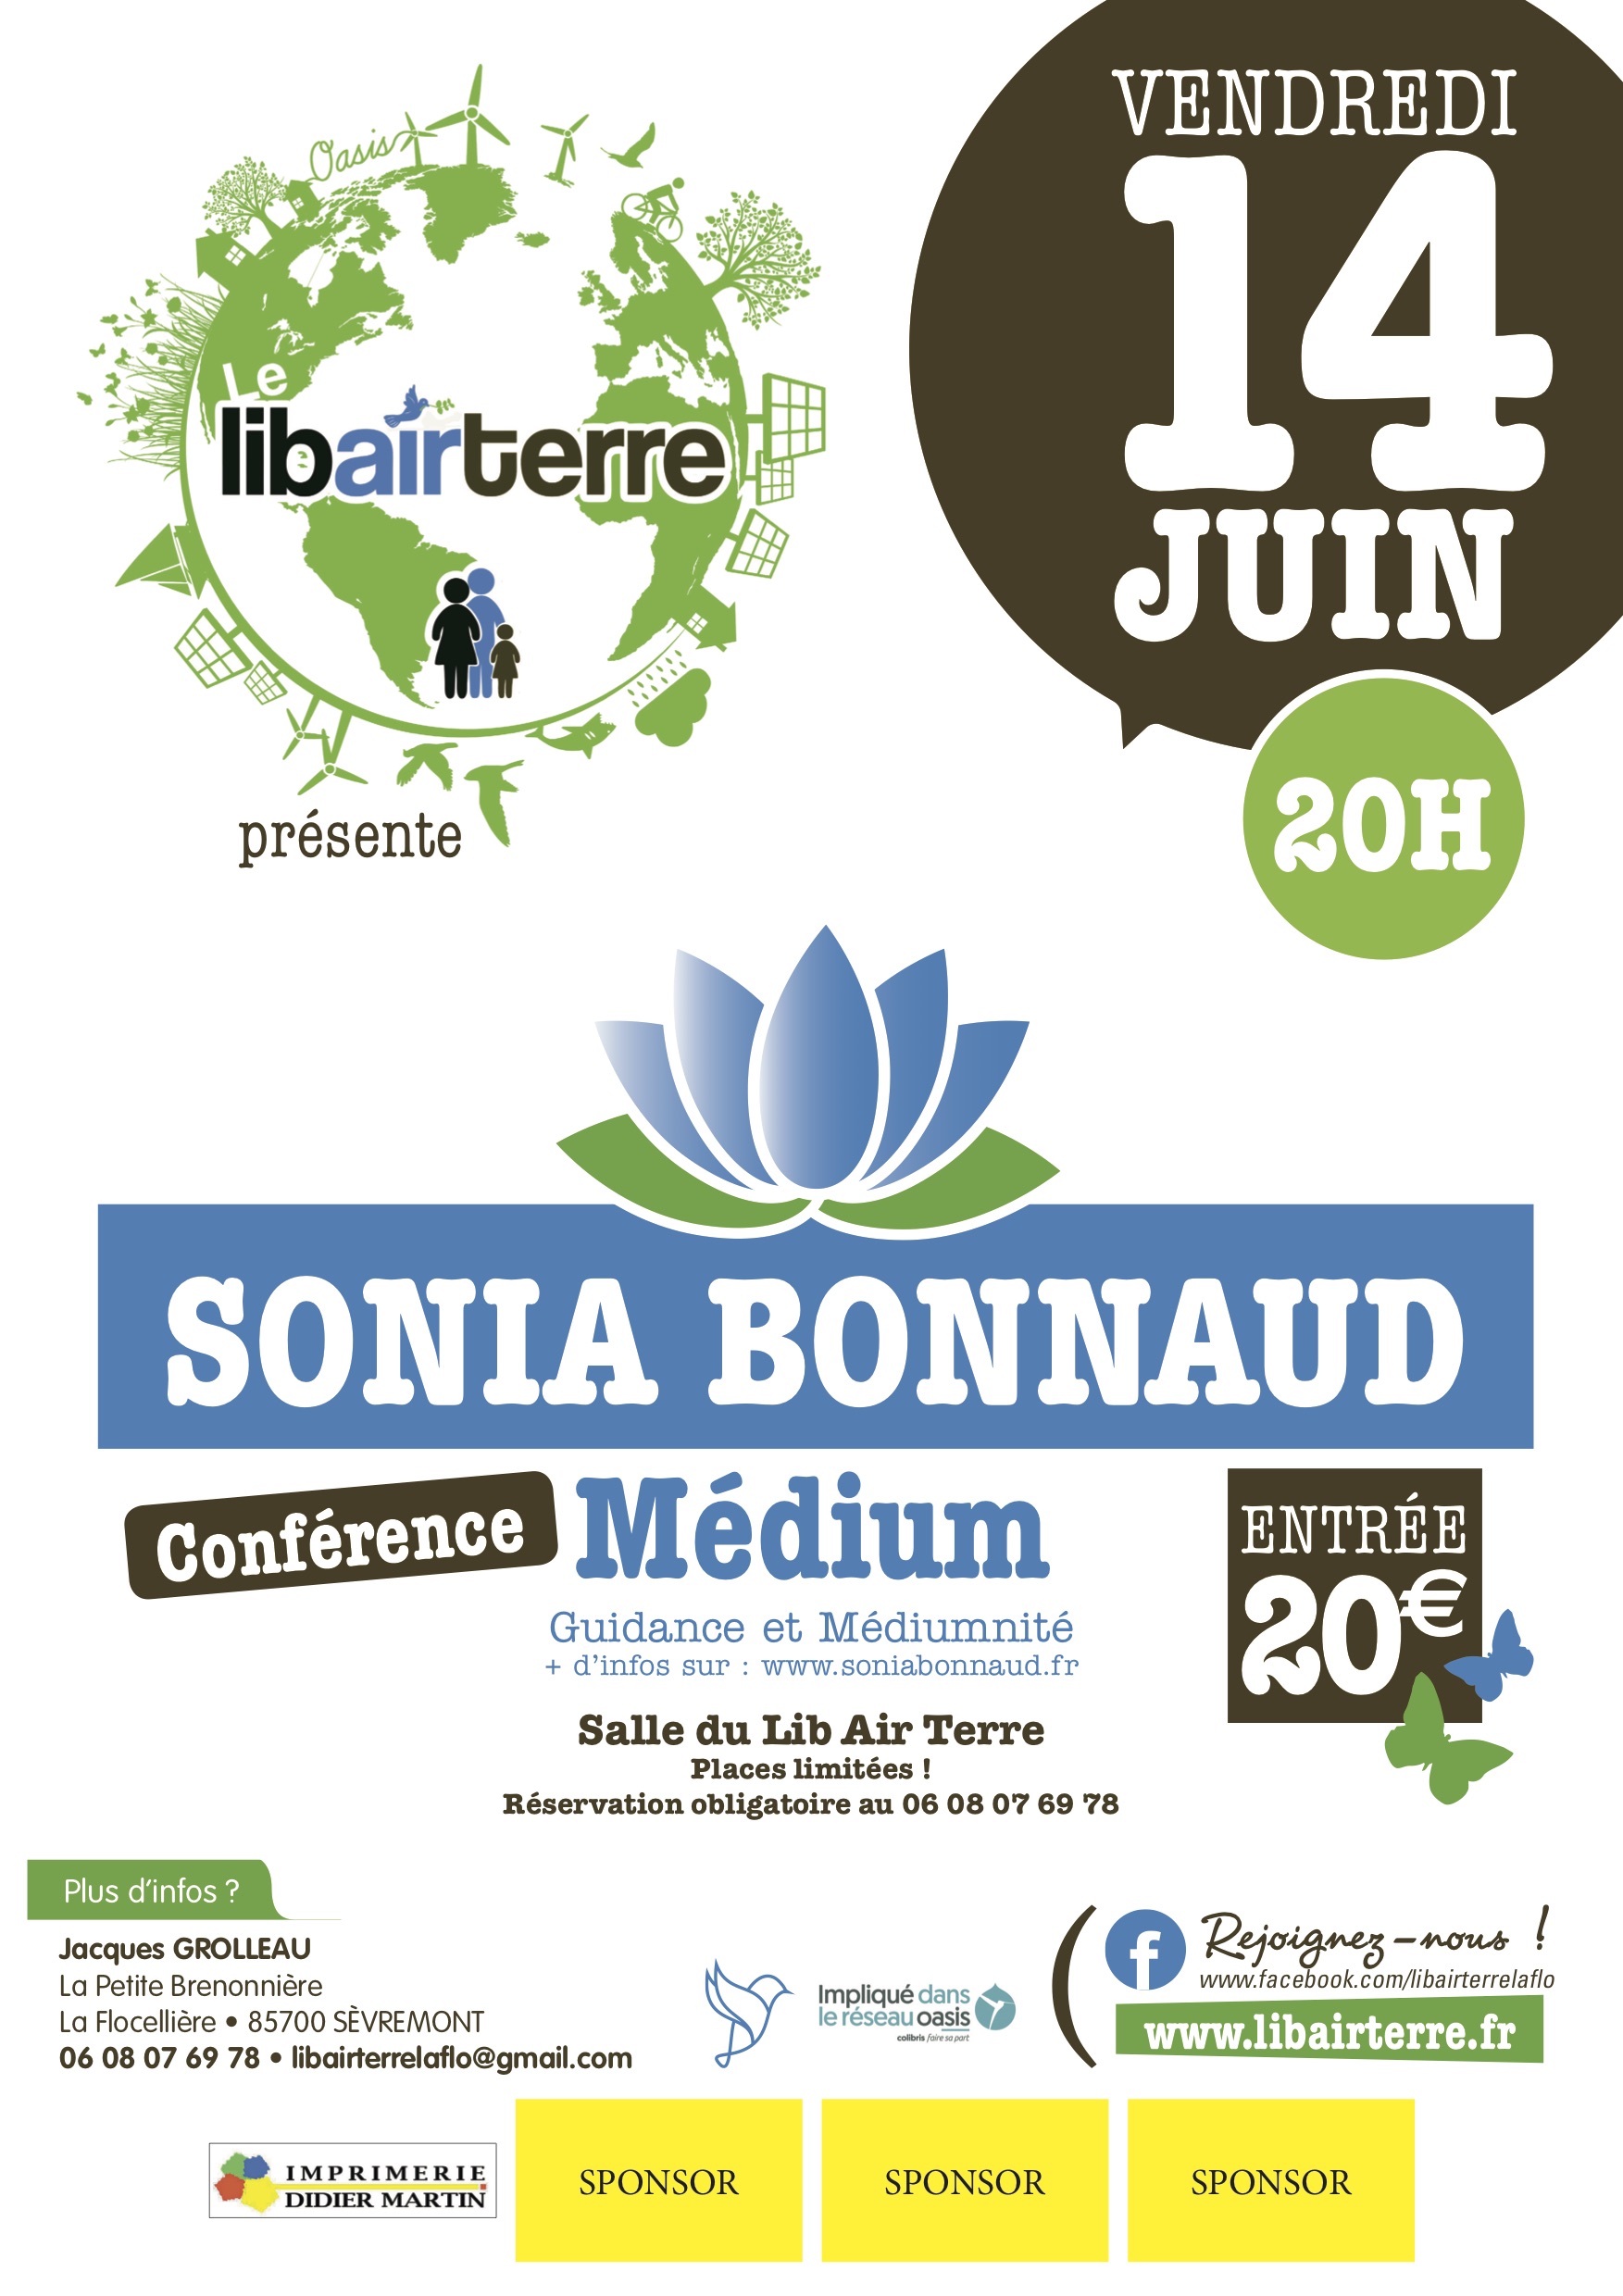 VENDREDI
14
JUIN
20H
Oasis
Le
libairterre
présente
SONIA BONNAUD
Conférence
Médium
Guidance et Médiumnité
+ d'infos sur : www.soniabonnaud.fr
ENTRÉE
20€
Salle du Lib Air Terre
Places limitées !
Réservation obligatoire au 06 08 07 69 78
Plus d'infos ?
Jacques GROLLEAU
La Petite Brenonnière
La Flocellière • 85700 SÈVREMONT
06 08 07 69 78 • libairterrelaflo@gmail.com
Impliqué dans
le réseau oasis
colibris faire sa part
f
Rejoignez-nous !
www.facebook.com/libairterrelaflo
www.libairterre.fr
IMPRIMERIE
DIDIER MARTIN
SPONSOR
SPONSOR
SPONSOR